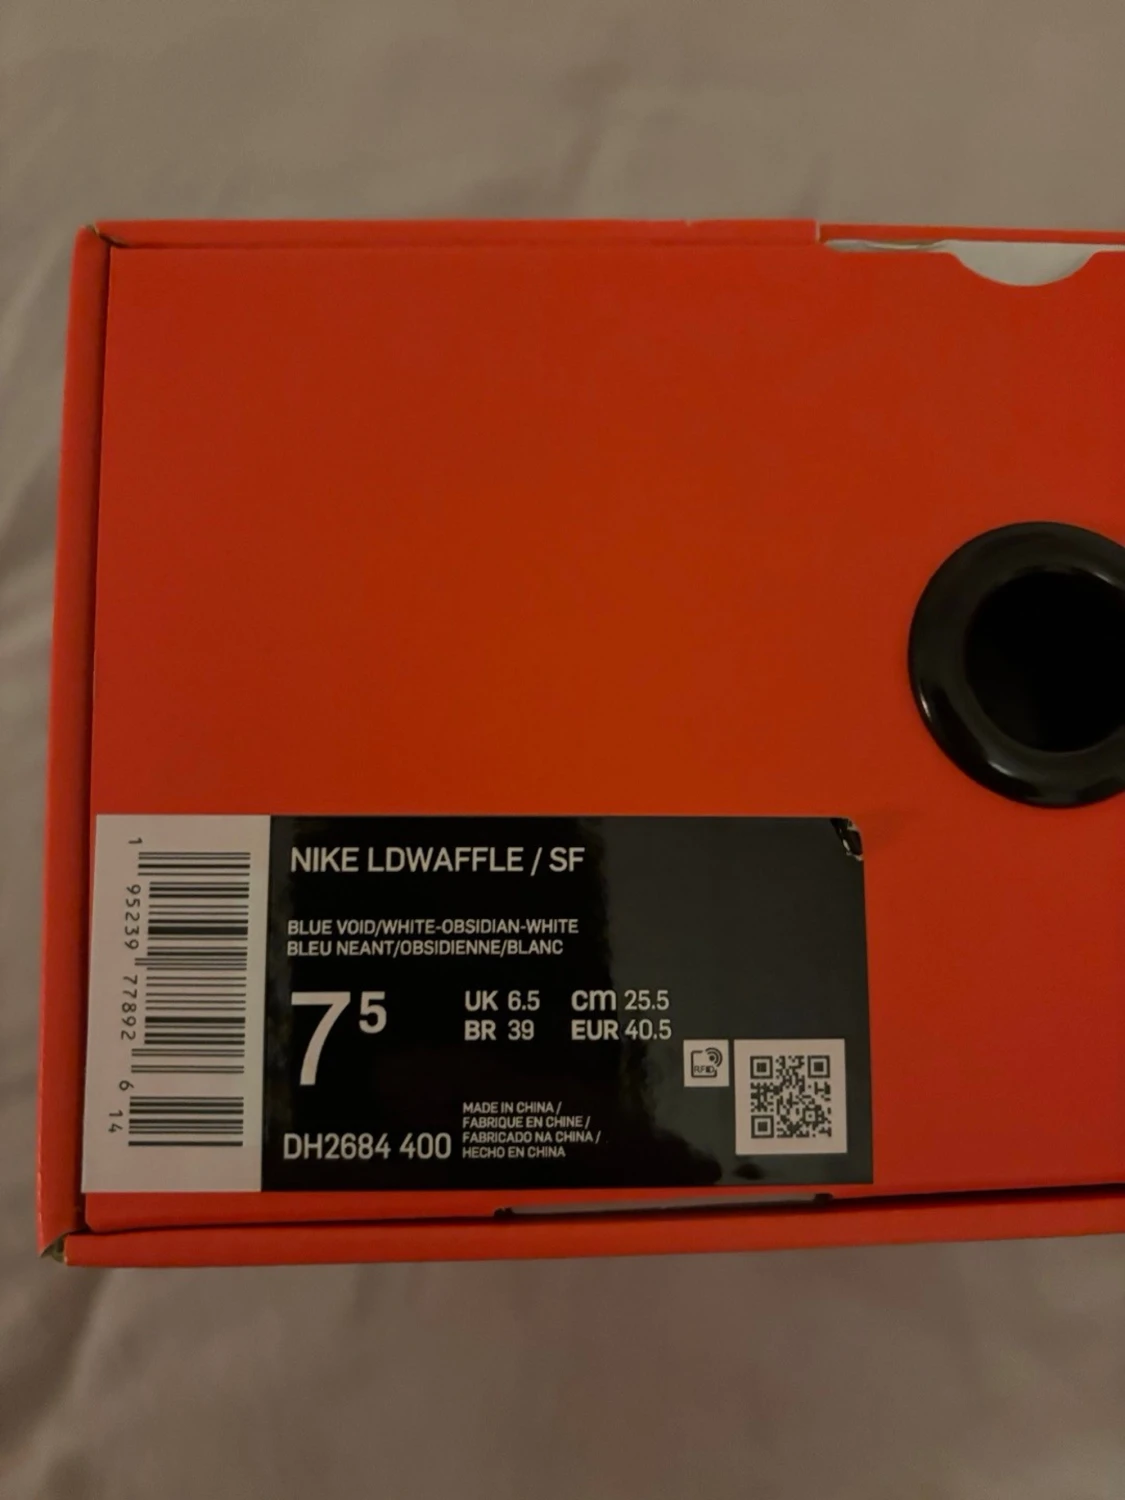 1 95239 77892 6 14
NIKE LDWAFFLE / SF
BLUE VOID/WHITE-OBSIDIAN-WHITE
BLEU NEANT/OBSIDIENNE/BLANC
7 5
UK 6.5 cm 25.5
BR 39 EUR 40.5
RFID
MADE IN CHINA /
FABRIQUE EN CHINE /
FABRICADO NA CHINA /
HECHO EN CHINA
DH2684 400